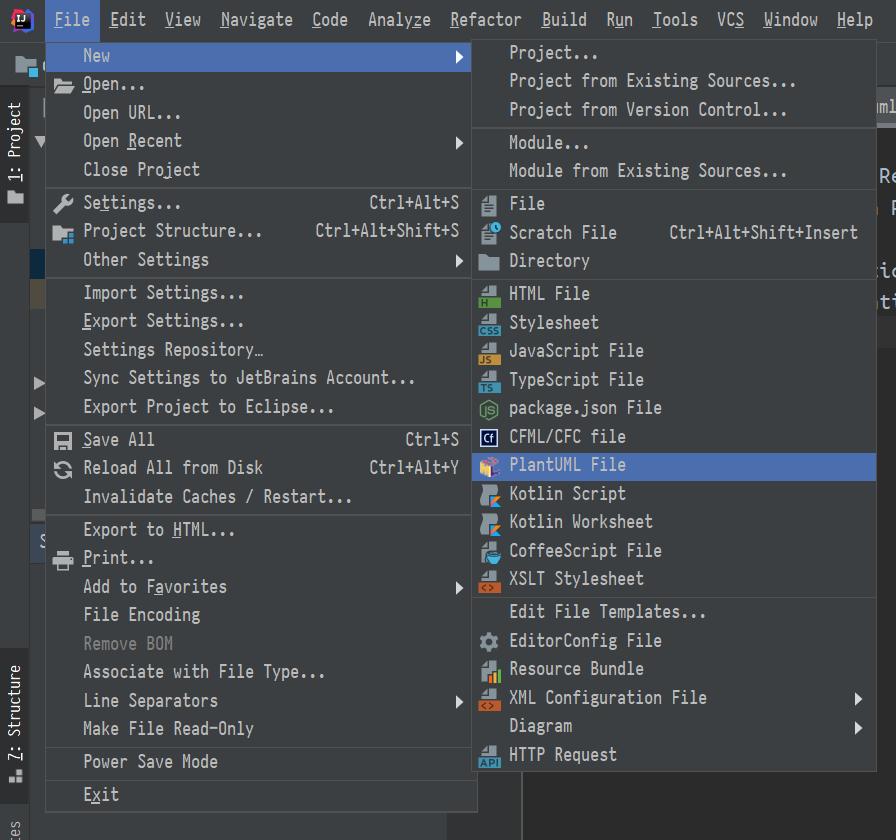 File Edit View Navigate Code Analyze Refactor Build Run Tools VCS Window Help
1: Project
7: Structure
New
Open...
Open URL...
Open Recent
Close Project
Settings... Ctrl+Alt+S
Project Structure... Ctrl+Alt+Shift+S
Other Settings
Import Settings...
Export Settings...
Settings Repository…
Sync Settings to JetBrains Account...
Export Project to Eclipse...
Save All Ctrl+S
Reload All from Disk Ctrl+Alt+Y
Invalidate Caches / Restart...
Export to HTML...
Print...
Add to Favorites
File Encoding
Remove BOM
Associate with File Type...
Line Separators
Make File Read-Only
Power Save Mode
Exit
Project...
Project from Existing Sources...
Project from Version Control...
Module...
Module from Existing Sources...
File
Scratch File Ctrl+Alt+Shift+Insert
Directory
HTML File
Stylesheet
JavaScript File
TypeScript File
package.json File
CFML/CFC file
PlantUML File
Kotlin Script
Kotlin Worksheet
CoffeeScript File
XSLT Stylesheet
Edit File Templates...
EditorConfig File
Resource Bundle
XML Configuration File
Diagram
HTTP Request